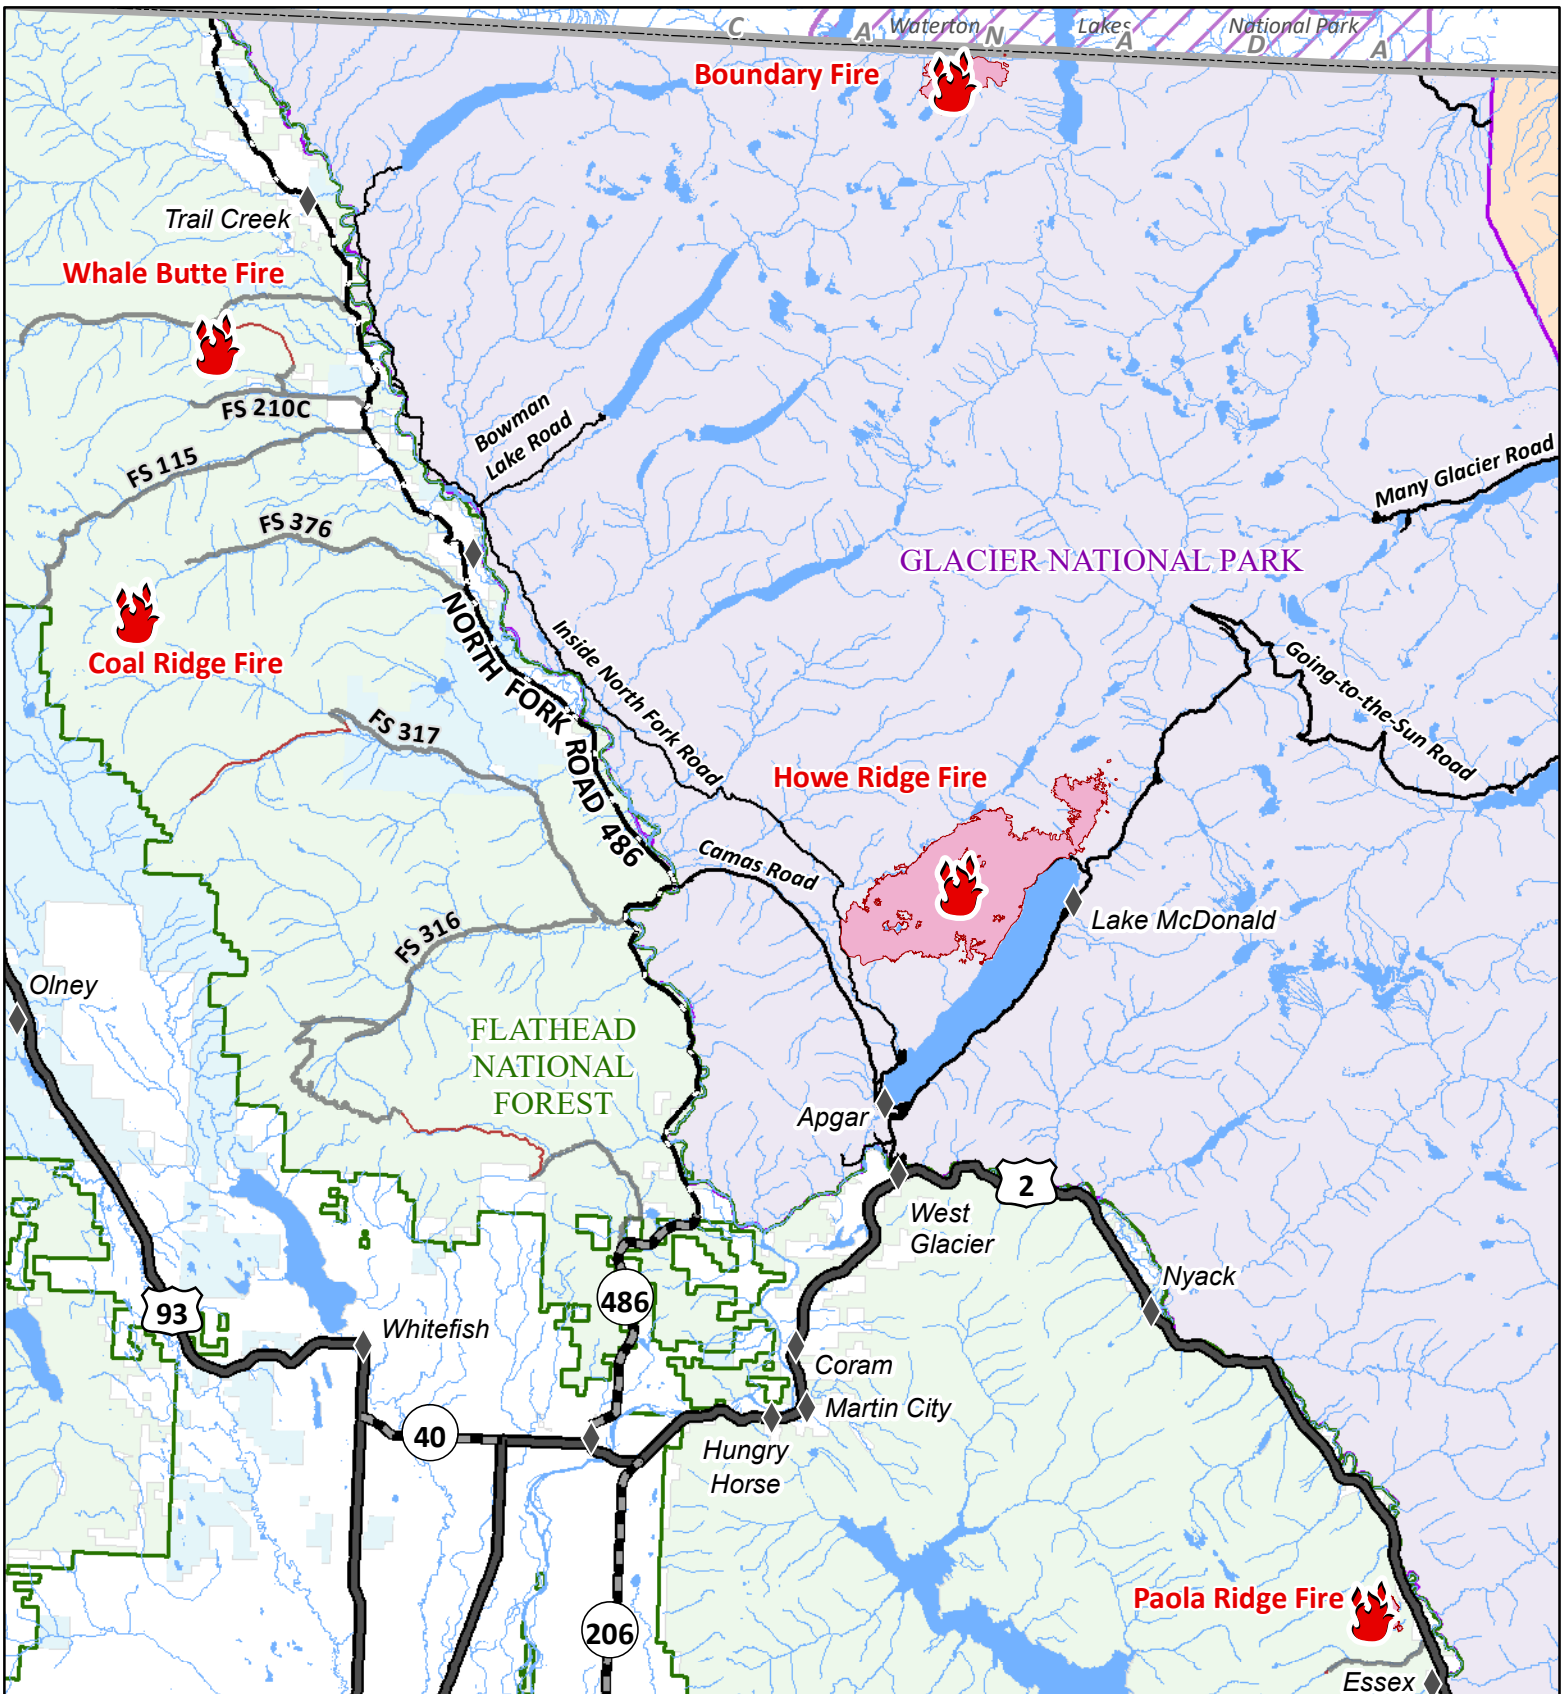 Waterton Lakes National Park
C A N A D A
Boundary Fire
Trail Creek
Whale Butte Fire
FS 210C
Bowman
Lake Road
FS 115
Many Glacier Road
FS 376
GLACIER NATIONAL PARK
NORTH FORK ROAD 486
Inside North Fork Road
Going-to-the-Sun Road
Coal Ridge Fire
FS 317
Howe Ridge Fire
Camas Road
Lake McDonald
FS 316
Olney
FLATHEAD
NATIONAL
FOREST
Apgar
2
West
Glacier
Nyack
486
93
Whitefish
Coram
Martin City
40
Hungry
Horse
Paola Ridge Fire
206
Essex